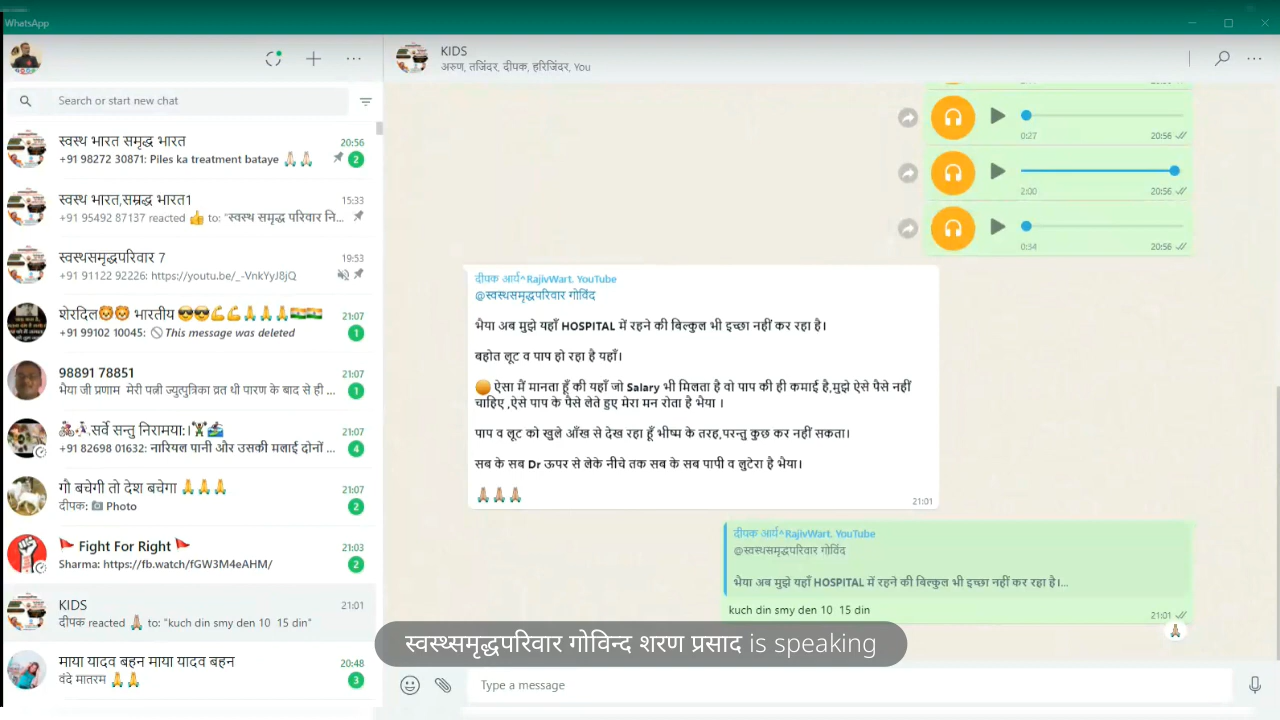 WhatsApp
KIDS
अरुण, तजिंदर, दीपक, हरिजिंदर, You
Search or start new chat
स्वस्थ भारत समृद्ध भारत
20:56
+91 98272 30871: Piles ka treatment bataye 🙏🏻 🙏🏻
2
स्वस्थ भारत,सम्रद्ध भारत1
15:33
+91 95492 87137 reacted 👍 to: "स्वस्थ समृद्ध परिवार नि...
स्वस्थसमृद्धपरिवार 7
19:53
+91 91122 92226: https://youtu.be/_-VnkYyJ8jQ
शेरदिल🦁🦁 भारतीय 😎😎💪💪🙏🙏🙏🇮🇳🇮🇳
21:07
+91 99102 10045: 🚫 This message was deleted
1
98891 78851
21:07
भैया जी प्रणाम मेरी पत्नी ज्युत्पुत्रिका व्रत थी पारण के बाद से ही ...
1
सर्वे सन्तु निरामया:।
21:07
+91 82698 01632: नारियल पानी और उसकी मलाई दोनों ...
4
गौ बचेगी तो देश बचेगा 🙏🙏🙏
21:07
दीपक: 📷 Photo
2
🚩 Fight For Right 🚩
21:03
Sharma: https://fb.watch/fGW3M4eAHM/
2
KIDS
21:01
दीपक reacted 🙏🏻 to: "kuch din smy den 10  15 din"
माया यादव बहन माया यादव बहन
20:48
वंदे मातरम 🙏🙏
3
0:27
20:56
2:00
20:56
0:34
20:56
दीपक आर्य^RajivWart. YouTube
@स्वस्थसमृद्धपरिवार गोविंद
भैया अब मुझे यहाँ HOSPITAL में रहने की बिल्कुल भी इच्छा नहीं कर रहा है।
बहोत लूट व पाप हो रहा है यहाँ।
🟠 ऐसा मैं मानता हूँ की यहाँ जो Salary भी मिलता है वो पाप की ही कमाई है,मुझे ऐसे पैसे नहीं
चाहिए ,ऐसे पाप के पैसे लेते हुए मेरा मन रोता है भैया ।
पाप व लूट को खुले आँख से देख रहा हूँ भीष्म के तरह,परन्तु कुछ कर नहीं सकता।
सब के सब Dr ऊपर से लेके नीचे तक सब के सब पापी व लुटेरा है भैया।
🙏🏻🙏🏻🙏🏻
21:01
दीपक आर्य^RajivWart. YouTube
@स्वस्थसमृद्धपरिवार गोविंद
भैया अब मुझे यहाँ HOSPITAL में रहने की बिल्कुल भी इच्छा नहीं कर रहा है।...
kuch din smy den 10  15 din
21:01
स्वस्थ्समृद्धपरिवार गोविन्द शरण प्रसाद is speaking
Type a message